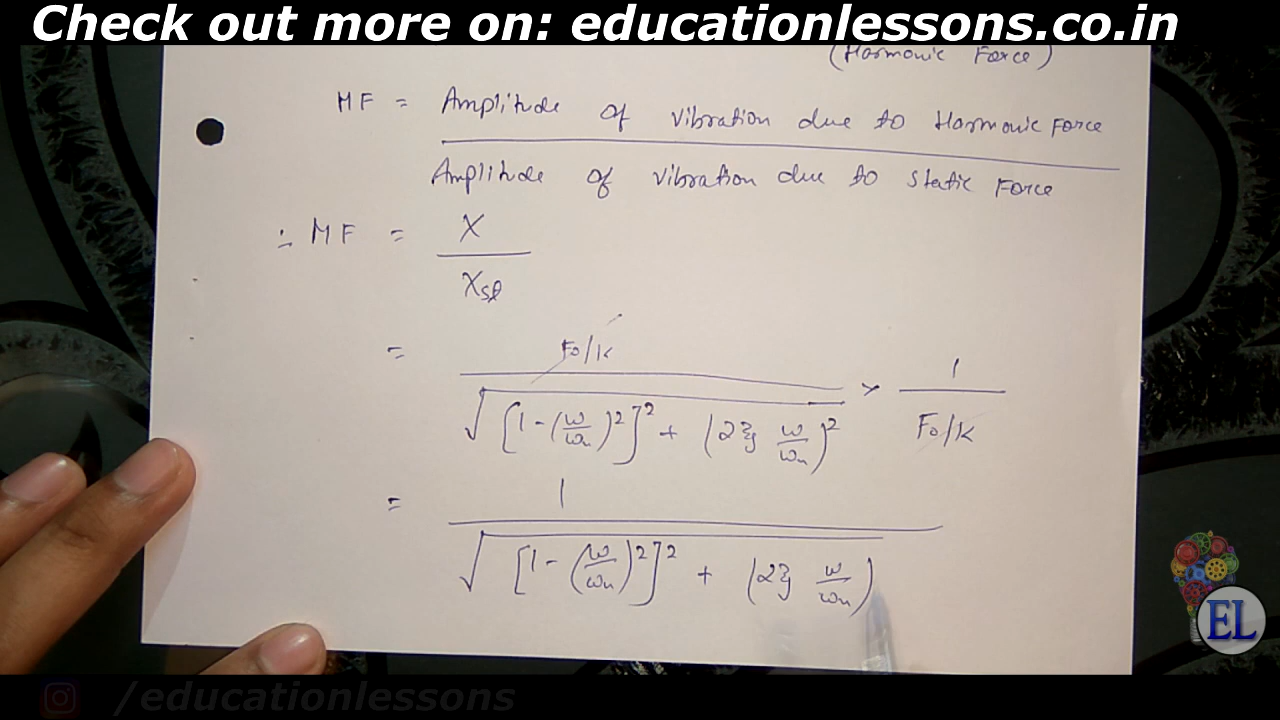 Check out more on: educationlessons.co.in
(Harmonic Force)
MF = Amplitude of vibration due to Harmonic Force
Amplitude of vibration due to static Force
∴ MF = X
Xst
= F0/K
√ [1 - (ω/ωn)²]² + (2ξ ω/ωn)² × 1
F0/K
= 1
√ [1 - (ω/ωn)²]² + (2ξ ω/ωn)
EL
/educationlessons